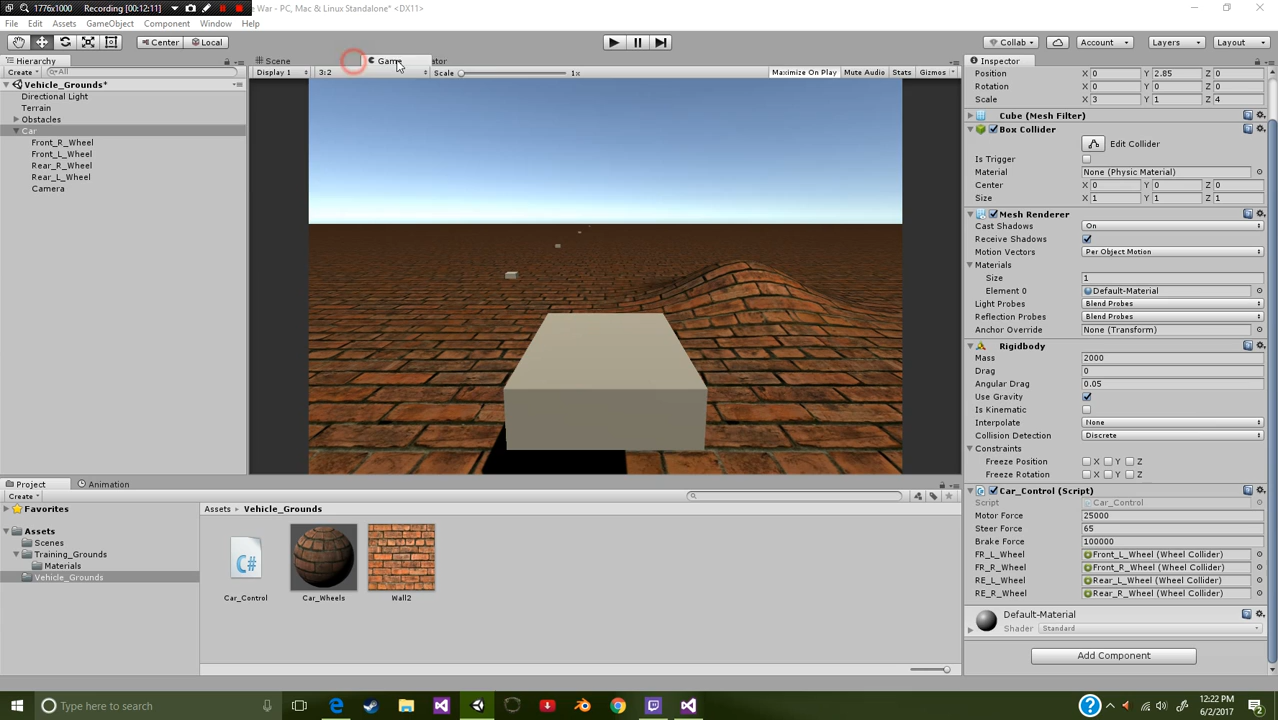 1776x1000 Recording [00:12:11]
e War - PC, Mac & Linux Standalone* <DX11>
File Edit Assets GameObject Component Window Help
Center Local Collab Account Layers Layout
Hierarchy Scene Game ator Inspector
Create All Display 1 3:2 Scale 1x Maximize On Play Mute Audio Stats Gizmos
Vehicle_Grounds*
Directional Light
Terrain
Obstacles
Car
Front_R_Wheel
Front_L_Wheel
Rear_R_Wheel
Rear_L_Wheel
Camera
Position X 0 Y 2.85 Z 0
Rotation X 0 Y 0 Z 0
Scale X 3 Y 1 Z 4
Cube (Mesh Filter)
Box Collider
Edit Collider
Is Trigger
Material None (Physic Material)
Center X 0 Y 0 Z 0
Size X 1 Y 1 Z 1
Mesh Renderer
Cast Shadows On
Receive Shadows
Motion Vectors Per Object Motion
Materials
Size 1
Element 0 Default-Material
Light Probes Blend Probes
Reflection Probes Blend Probes
Anchor Override None (Transform)
Rigidbody
Mass 2000
Drag 0
Angular Drag 0.05
Use Gravity
Is Kinematic
Interpolate None
Collision Detection Discrete
Constraints
Freeze Position X Y Z
Freeze Rotation X Y Z
Car_Control (Script)
Script Car_Control
Motor Force 25000
Steer Force 65
Brake Force 100000
FR_L_Wheel Front_L_Wheel (Wheel Collider)
FR_R_Wheel Front_R_Wheel (Wheel Collider)
RE_L_Wheel Rear_L_Wheel (Wheel Collider)
RE_R_Wheel Rear_R_Wheel (Wheel Collider)
Default-Material
Shader Standard
Add Component
Project Animation
Create
Favorites
Assets
Scenes
Training_Grounds
Materials
Vehicle_Grounds
Assets Vehicle_Grounds
C#
Car_Control Car_Wheels Wall2
Type here to search
12:22 PM
6/2/2017